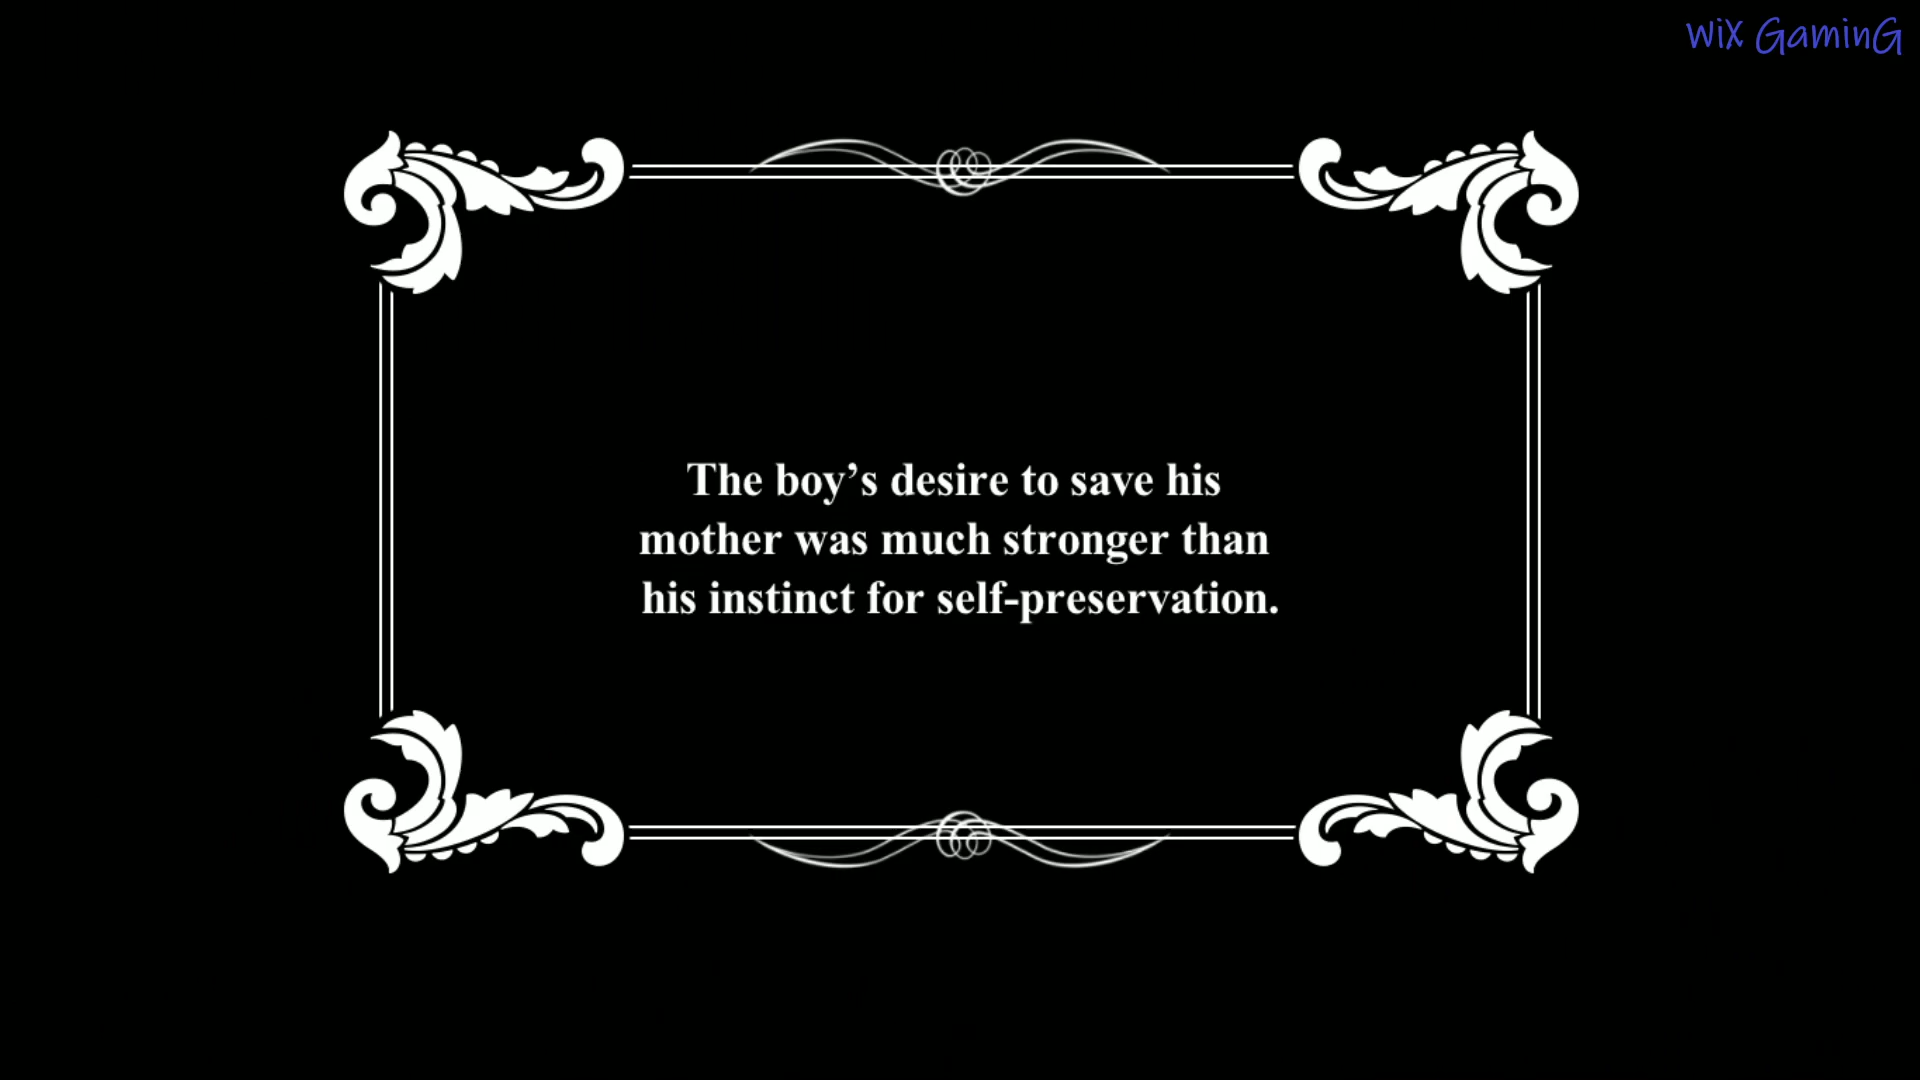 WiX GaminG
The boy’s desire to save his
mother was much stronger than
his instinct for self-preservation.